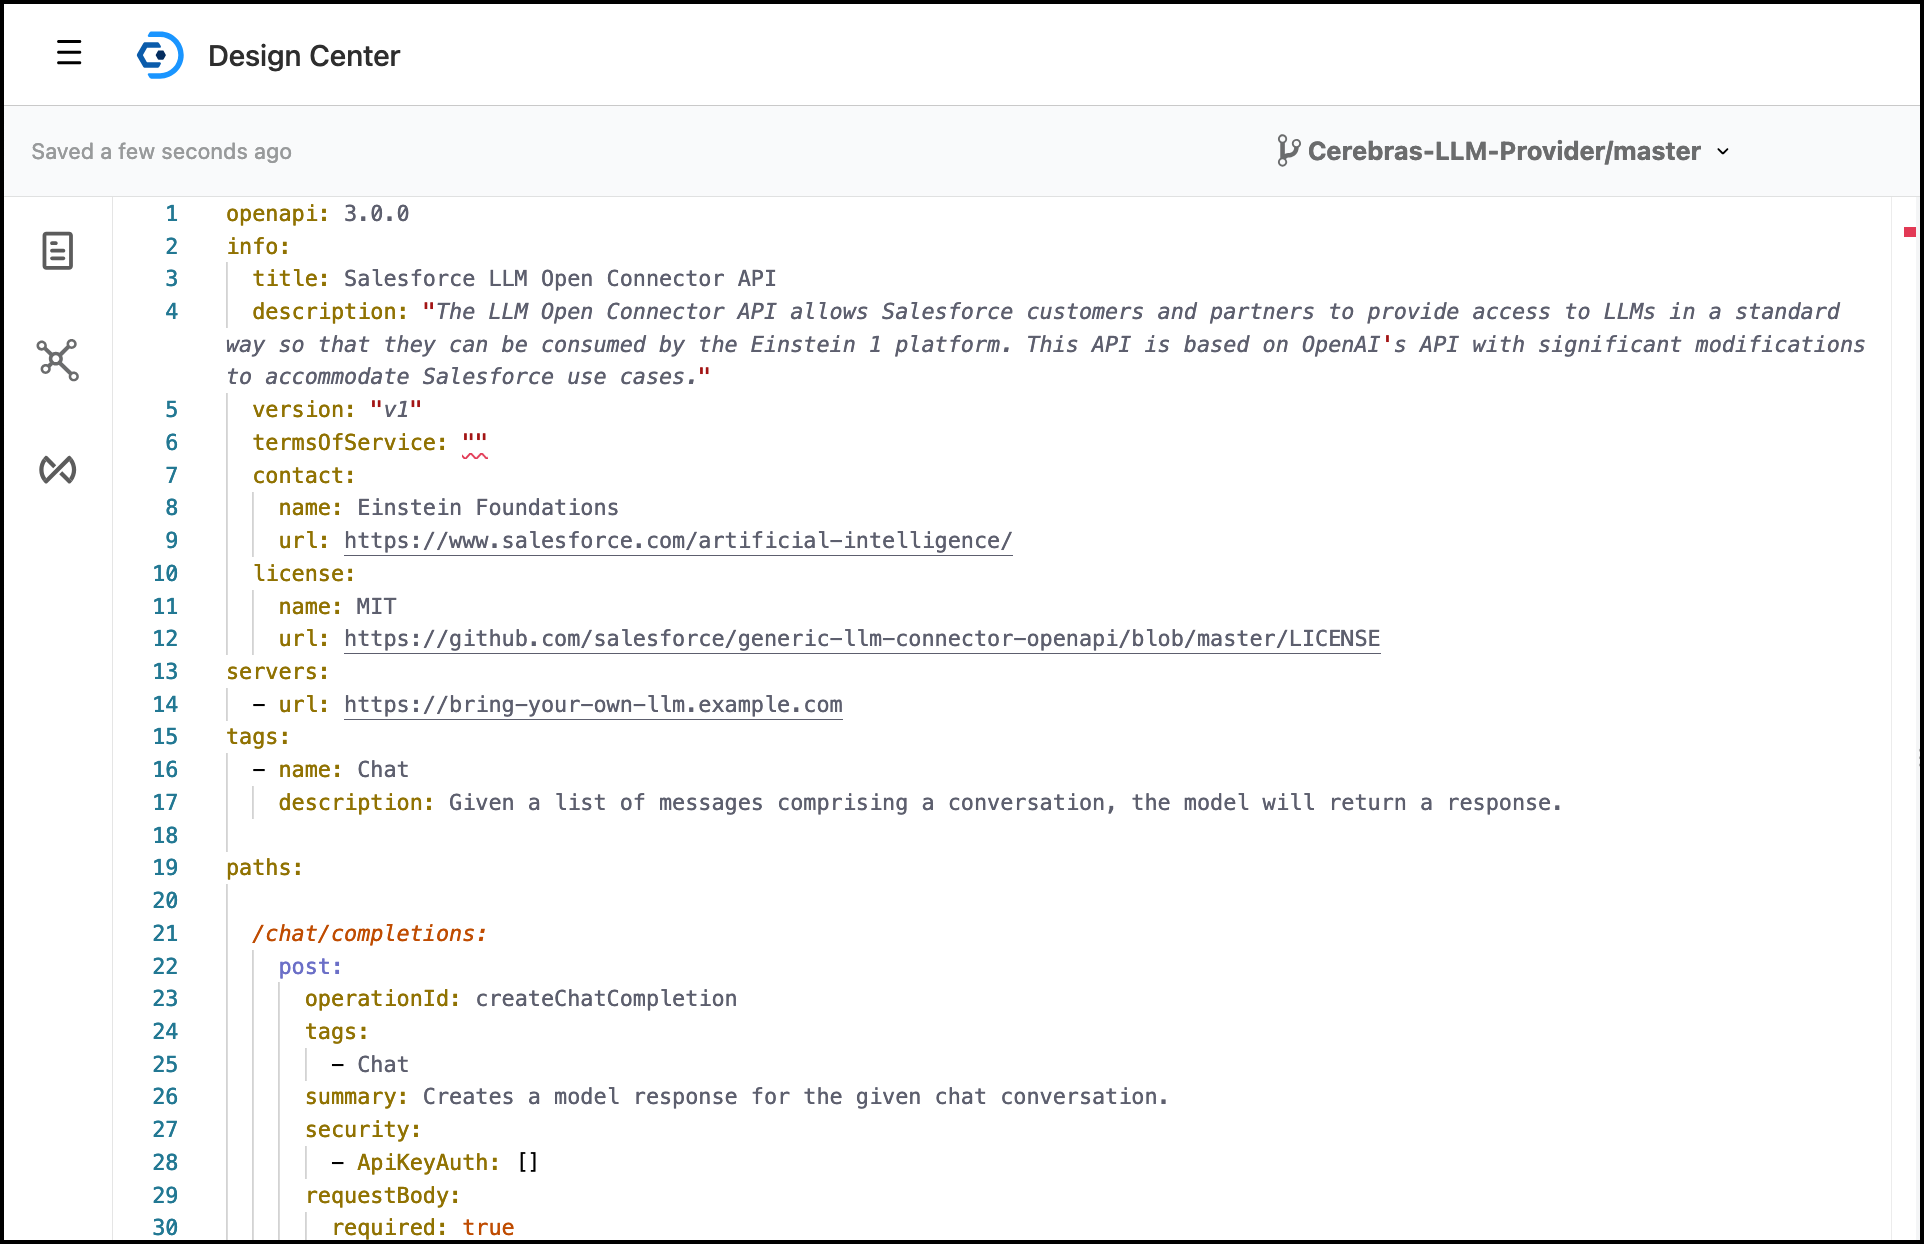 Design Center
Saved a few seconds ago
Cerebras-LLM-Provider/master
1 openapi: 3.0.0
2 info:
3 title: Salesforce LLM Open Connector API
4 description: "The LLM Open Connector API allows Salesforce customers and partners to provide access to LLMs in a standard
way so that they can be consumed by the Einstein 1 platform. This API is based on OpenAI's API with significant modifications
to accommodate Salesforce use cases."
5 version: "v1"
6 termsOfService: ""
7 contact:
8 name: Einstein Foundations
9 url: https://www.salesforce.com/artificial-intelligence/
10 license:
11 name: MIT
12 url: https://github.com/salesforce/generic-llm-connector-openapi/blob/master/LICENSE
13 servers:
14 - url: https://bring-your-own-llm.example.com
15 tags:
16 - name: Chat
17 description: Given a list of messages comprising a conversation, the model will return a response.
18
19 paths:
20
21 /chat/completions:
22 post:
23 operationId: createChatCompletion
24 tags:
25 - Chat
26 summary: Creates a model response for the given chat conversation.
27 security:
28 - ApiKeyAuth: []
29 requestBody:
30 required: true